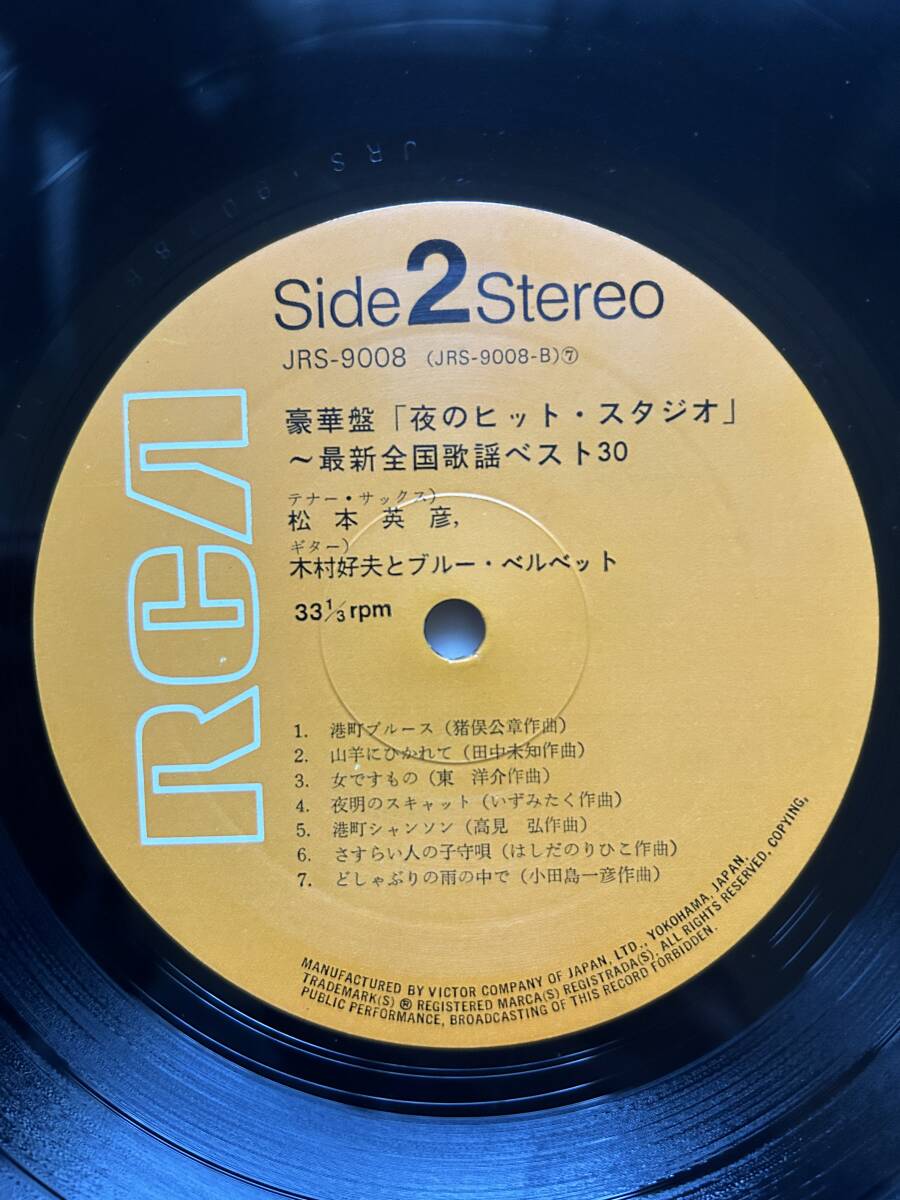 JRS-9018
Side 2 Stereo
JRS-9008 (JRS-9008-B)⑦
豪華盤「夜のヒット・スタジオ」
〜最新全国歌謡ベスト30
テナー・サックス)
松本英彦,
ギター)
木村好夫とブルー・ベルベット
33 1/3 rpm
RCA
1. 港町ブルース(猪俣公章作曲)
2. 山羊にひかれて(田中未知作曲)
3. 女ですもの(東 洋介作曲)
4. 夜明のスキャット(いずみたく作曲)
5. 港町シャンソン(高見 弘作曲)
6. さすらい人の子守唄(はしだのりひこ作曲)
7. どしゃぶりの雨の中で(小田島一彦作曲)
MANUFACTURED BY VICTOR COMPANY OF JAPAN, LTD., YOKOHAMA, JAPAN,
TRADEMARK(S) ® REGISTERED MARCA(S) REGISTRADA(S). ALL RIGHTS RESERVED, COPYING,
PUBLIC PERFORMANCE, BROADCASTING OF THIS RECORD FORBIDDEN.